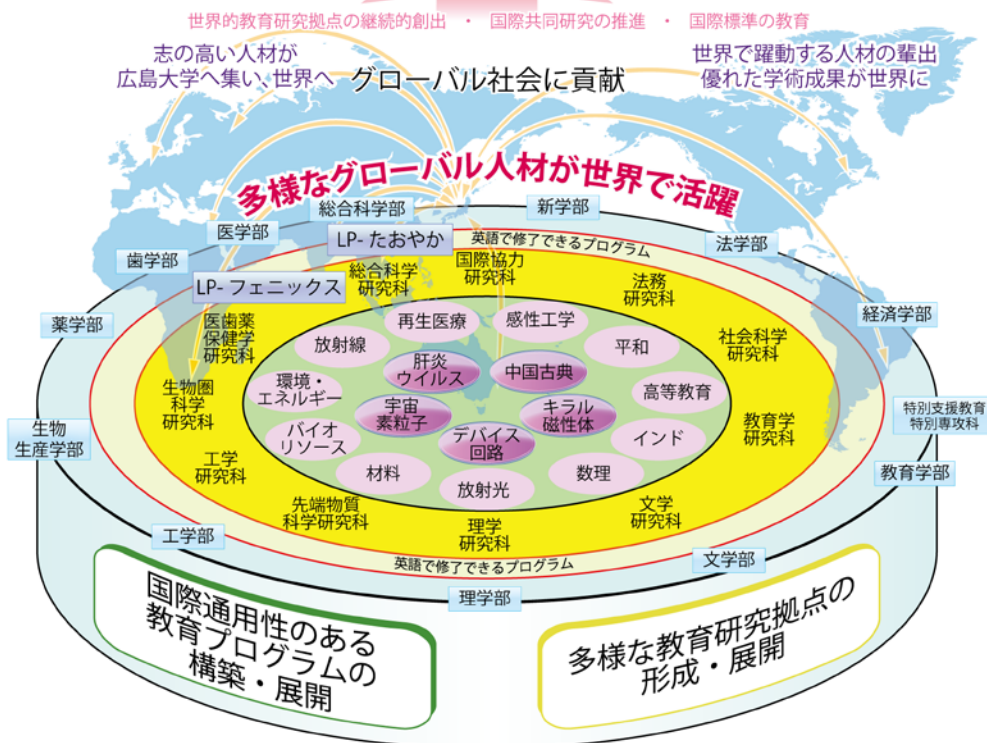 世界的教育研究拠点の継続的創出 ・ 国際共同研究の推進 ・ 国際標準の教育
志の高い人材が
広島大学へ集い、世界へ
グローバル社会に貢献
世界で躍動する人材の輩出
優れた学術成果が世界に
多様なグローバル人材が世界で活躍
総合科学部
新学部
医学部
法学部
歯学部
経済学部
薬学部
特別支援教育
特別専攻科
生物
生産学部
教育学部
工学部
文学部
理学部
LP-たおやか
LP-フェニックス
英語で修了できるプログラム
総合科学
研究科
国際協力
研究科
法務
研究科
医歯薬
保健学
研究科
社会科学
研究科
生物圏
科学
研究科
教育学
研究科
工学
研究科
先端物質
科学研究科
理学
研究科
文学
研究科
英語で修了できるプログラム
再生医療
感性工学
放射線
平和
肝炎
ウイルス
中国古典
環境・
エネルギー
高等教育
宇宙
素粒子
キラル
磁性体
バイオ
リソース
デバイス
回路
インド
材料
放射光
数理
国際通用性のある
教育プログラムの
構築・展開
多様な教育研究拠点の
形成・展開